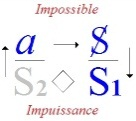 Impossible
a → $
S2 ◇ S1
Impuissance